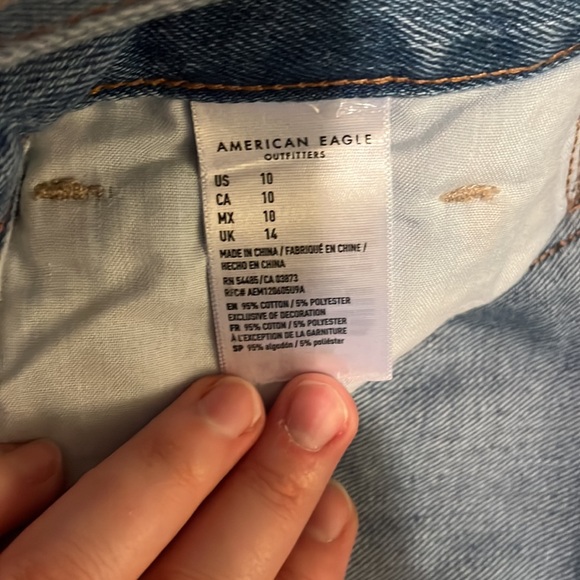 AMERICAN EAGLE
OUTFITTERS
US 10
CA 10
MX 10
UK 14
MADE IN CHINA / FABRIQUÉ EN CHINE /
HECHO EN CHINA
RN 54485/CA 03873
RFC# AEM120605U9A
EN 95% COTTON / 5% POLYESTER
EXCLUSIVE OF DECORATION
FR 95% COTON / 5% POLYESTER
À L'EXCEPTION DE LA GARNITURE
SP 95% algodón / 5% poliéster